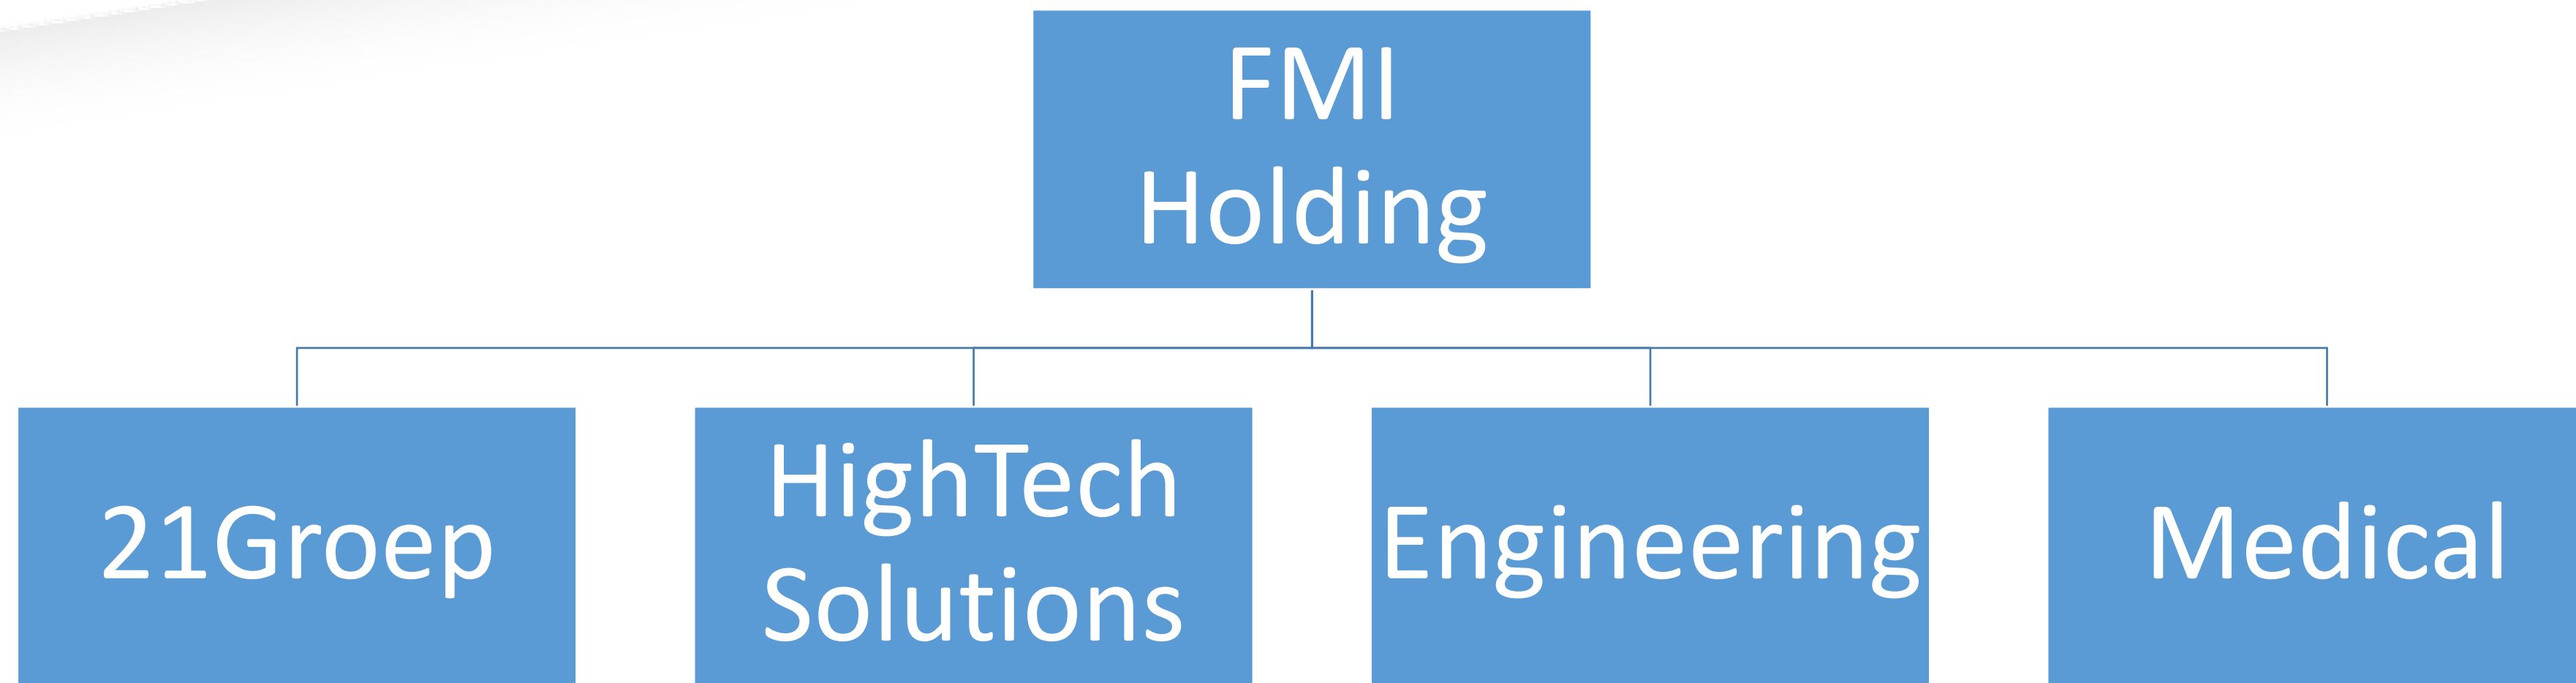 FMI
Holding
21Groep
HighTech
Solutions
Engineering
Medical